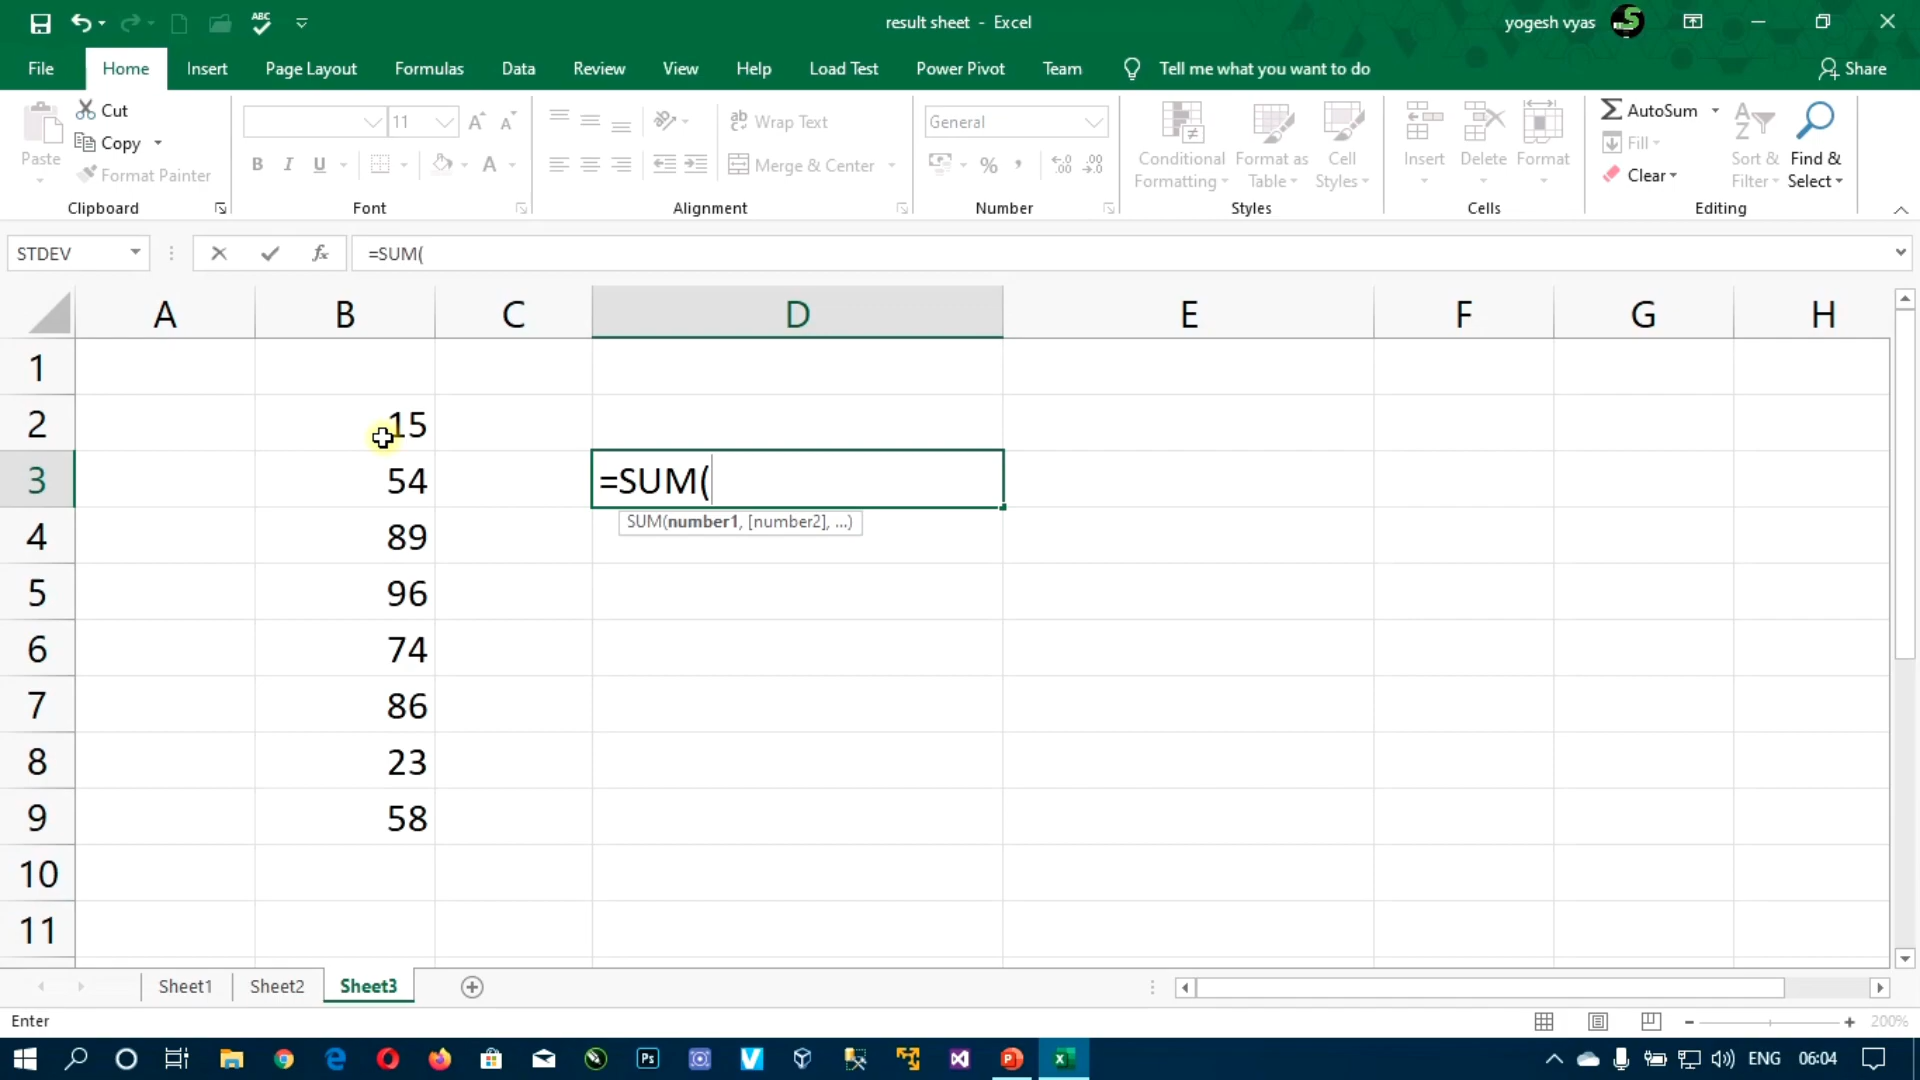 result sheet - Excel
yogesh vyas
File Home Insert Page Layout Formulas Data Review View Help Load Test Power Pivot Team Tell me what you want to do Share
Paste
Cut
Copy
Format Painter
Clipboard
11
B I U A
Font
ab Wrap Text
Merge & Center
Alignment
General
% ,
Number
Conditional Formatting
Format as Table
Cell Styles
Styles
Insert
Delete
Format
Cells
AutoSum
Fill
Clear
Sort & Filter
Find & Select
Editing
STDEV fx =SUM(
A B C D E F G H
1
2 15
3 54 =SUM(
SUM(number1, [number2], ...)
4 89
5 96
6 74
7 86
8 23
9 58
10
11
Sheet1 Sheet2 Sheet3
Enter
200%
ENG 06:04